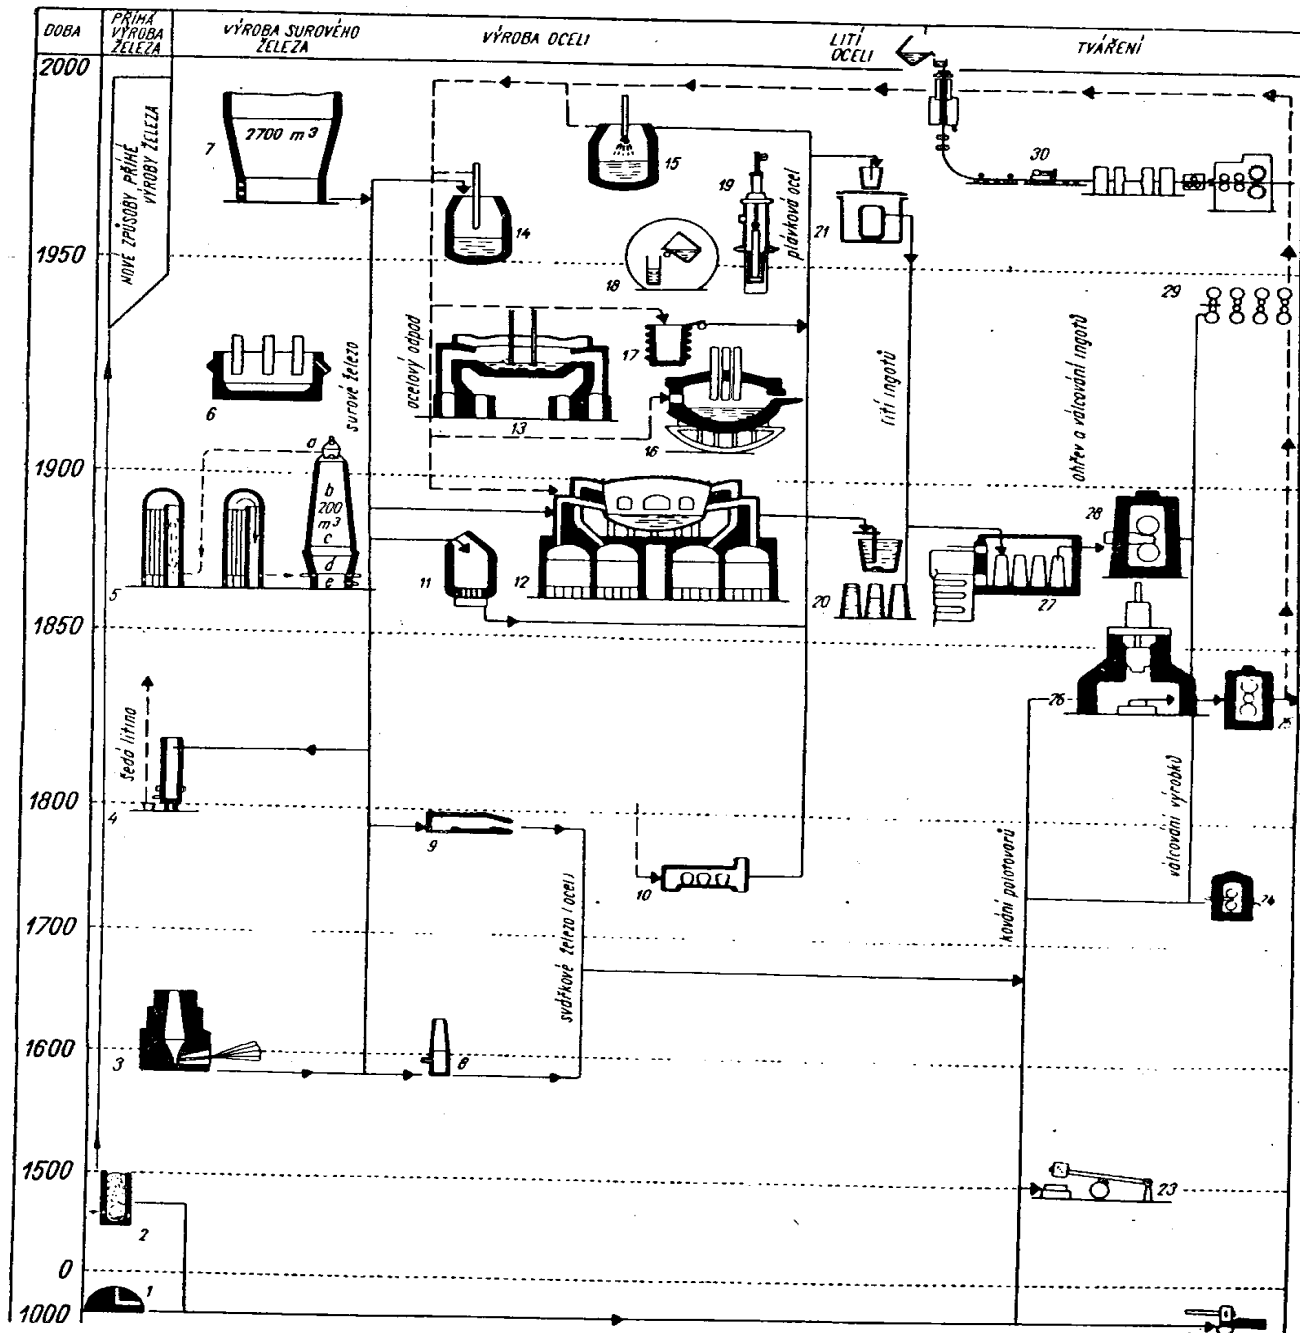 DOBA
PŘÍMÁ
VÝROBA
ŽELEZA
VÝROBA SUROVÉHO
ŽELEZA
VÝROBA OCELI
LITÍ
OCELI
TVÁŘENÍ
2000
1950
1900
1850
1800
1700
1600
1500
0
1000
NOVÉ ZPŮSOBY PŘÍMÉ
VÝROBY ŽELEZA
7
2700 m³
14
15
19
18
plávková ocel
21
30
29
6
surové železo
ocelový odpad
13
17
16
lití ingotů
ohřev a válcování ingotů
a
b
200
m³
c
d
e
5
11
12
20
27
28
26
25
šedá litina
4
9
10
svářkové železo (ocel)
kování polotovarů
válcování výrobků
24
3
8
23
2
1